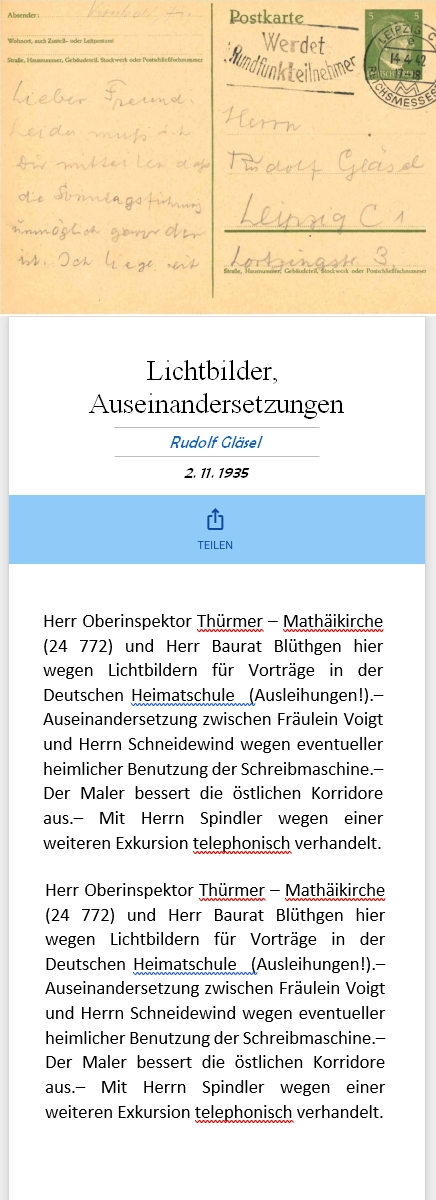 Absender:
Wohnort, auch Zustell- oder Leitpostamt
Straße, Hausnummer, Gebäudeteil, Stockwerk oder Postschließfachnummer
Lieber Freund.
Leider muß ich
Dir mitteilen daß
die Sonntagsführung
unmöglich geworden
ist. Ich liege seit
Postkarte
5 5
Werdet
Rundfunkteilnehmer
LEIPZIG C
14.4.42
REICHSMESSESTADT
Herrn
Rudolf Gläsel
Leipzig C 1
Lortzingstr 3.
Straße, Hausnummer, Gebäudeteil, Stockwerk oder Postschließfachnummer
Lichtbilder,
Auseinandersetzungen
Rudolf Gläsel
2. 11. 1935
TEILEN
Herr Oberinspektor Thürmer – Mathäikirche
(24 772) und Herr Baurat Blüthgen hier
wegen Lichtbildern für Vorträge in der
Deutschen Heimatschule (Ausleihungen!).–
Auseinandersetzung zwischen Fräulein Voigt
und Herrn Schneidewind wegen eventueller
heimlicher Benutzung der Schreibmaschine.–
Der Maler bessert die östlichen Korridore
aus.– Mit Herrn Spindler wegen einer
weiteren Exkursion telephonisch verhandelt.
Herr Oberinspektor Thürmer – Mathäikirche
(24 772) und Herr Baurat Blüthgen hier
wegen Lichtbildern für Vorträge in der
Deutschen Heimatschule (Ausleihungen!).–
Auseinandersetzung zwischen Fräulein Voigt
und Herrn Schneidewind wegen eventueller
heimlicher Benutzung der Schreibmaschine.–
Der Maler bessert die östlichen Korridore
aus.– Mit Herrn Spindler wegen einer
weiteren Exkursion telephonisch verhandelt.